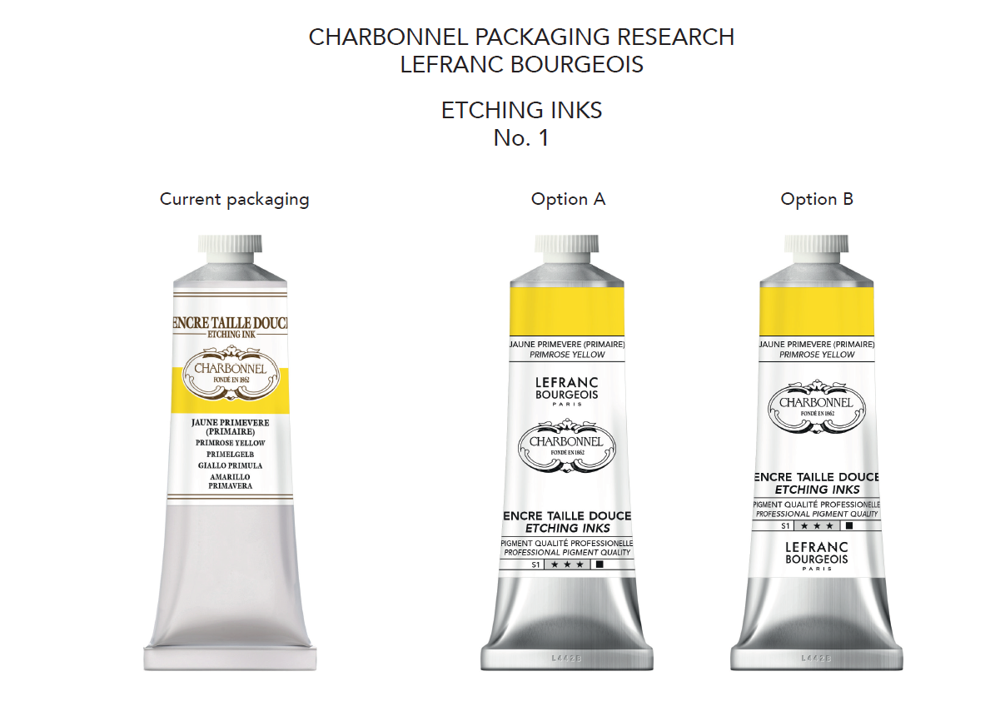 CHARBONNEL PACKAGING RESEARCH
LEFRANC BOURGEOIS
ETCHING INKS
No. 1
Current packaging
ENCRE TAILLE DOUCE
ETCHING INK
CHARBONNEL
FONDÉ EN 1862
JAUNE PRIMEVERE
(PRIMAIRE)
PRIMROSE YELLOW
PRIMELGELB
GIALLO PRIMULA
AMARILLO
PRIMAVERA
Option A
JAUNE PRIMEVERE (PRIMAIRE)
PRIMROSE YELLOW
LEFRANC
BOURGEOIS
PARIS
CHARBONNEL
FONDÉ EN 1862
ENCRE TAILLE DOUCE
ETCHING INKS
PIGMENT QUALITÉ PROFESSIONELLE
PROFESSIONAL PIGMENT QUALITY
S1 ★ ★ ★ ■
L4428
Option B
JAUNE PRIMEVERE (PRIMAIRE)
PRIMROSE YELLOW
CHARBONNEL
FONDÉ EN 1862
ENCRE TAILLE DOUCE
ETCHING INKS
PIGMENT QUALITÉ PROFESSIONELLE
PROFESSIONAL PIGMENT QUALITY
S1 ★ ★ ★ ■
LEFRANC
BOURGEOIS
PARIS
L4428